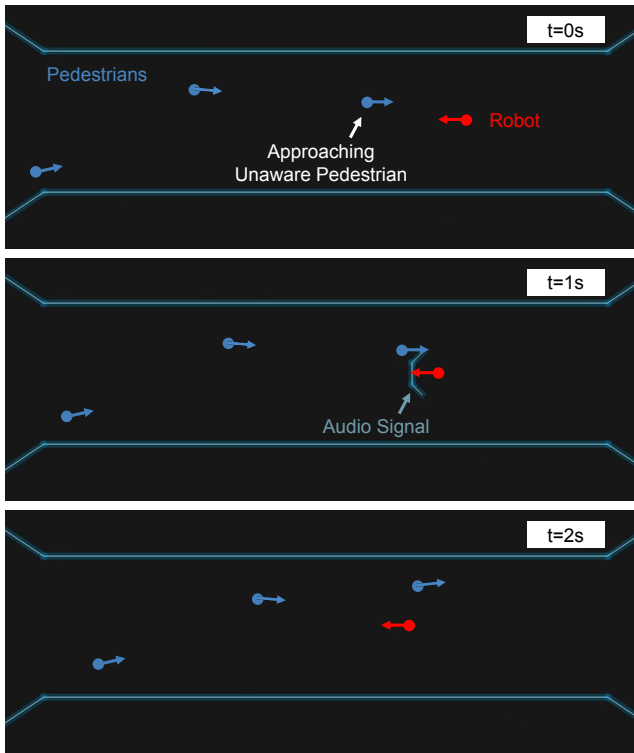 t=0s
Pedestrians
Robot
Approaching
Unaware Pedestrian
t=1s
Audio Signal
t=2s